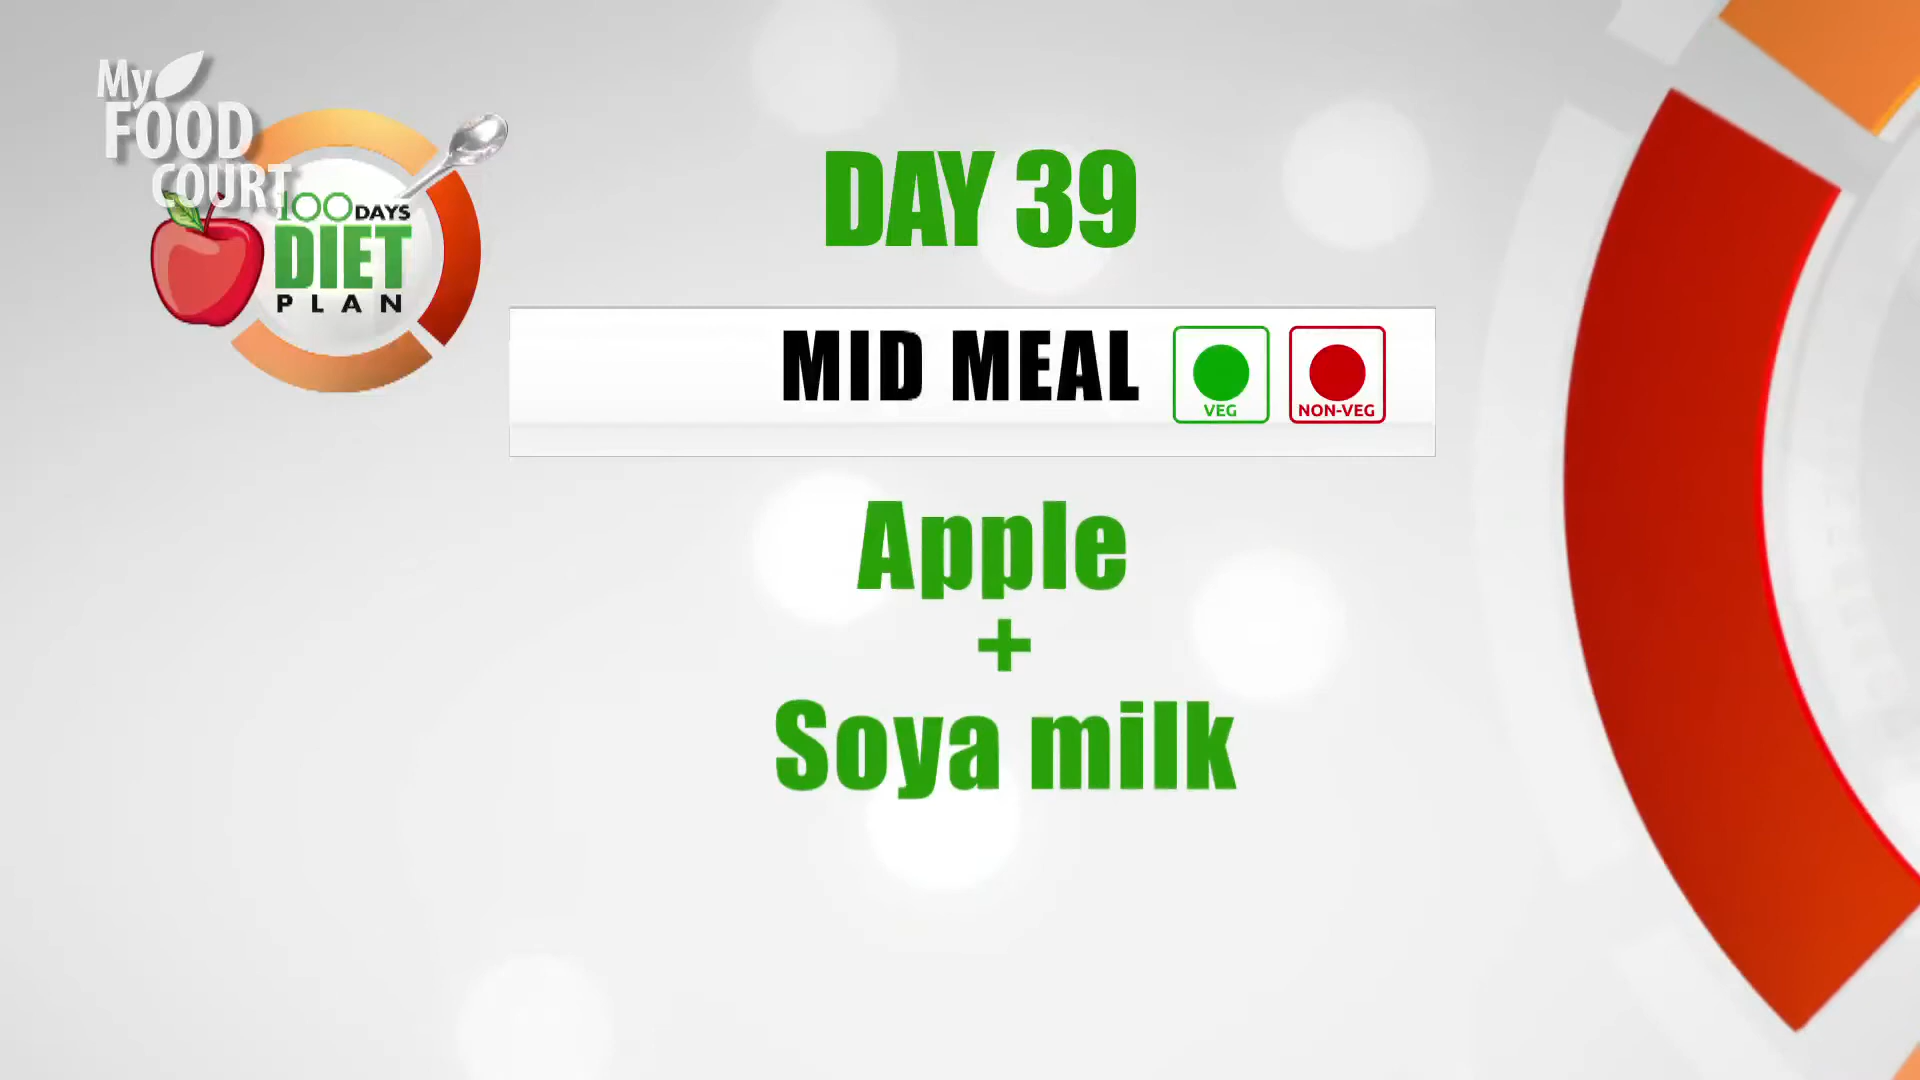 My
FOOD
COURT
100 DAYS
DIET
PLAN
DAY 39
MID MEAL
VEG
NON-VEG
Apple
+
Soya milk